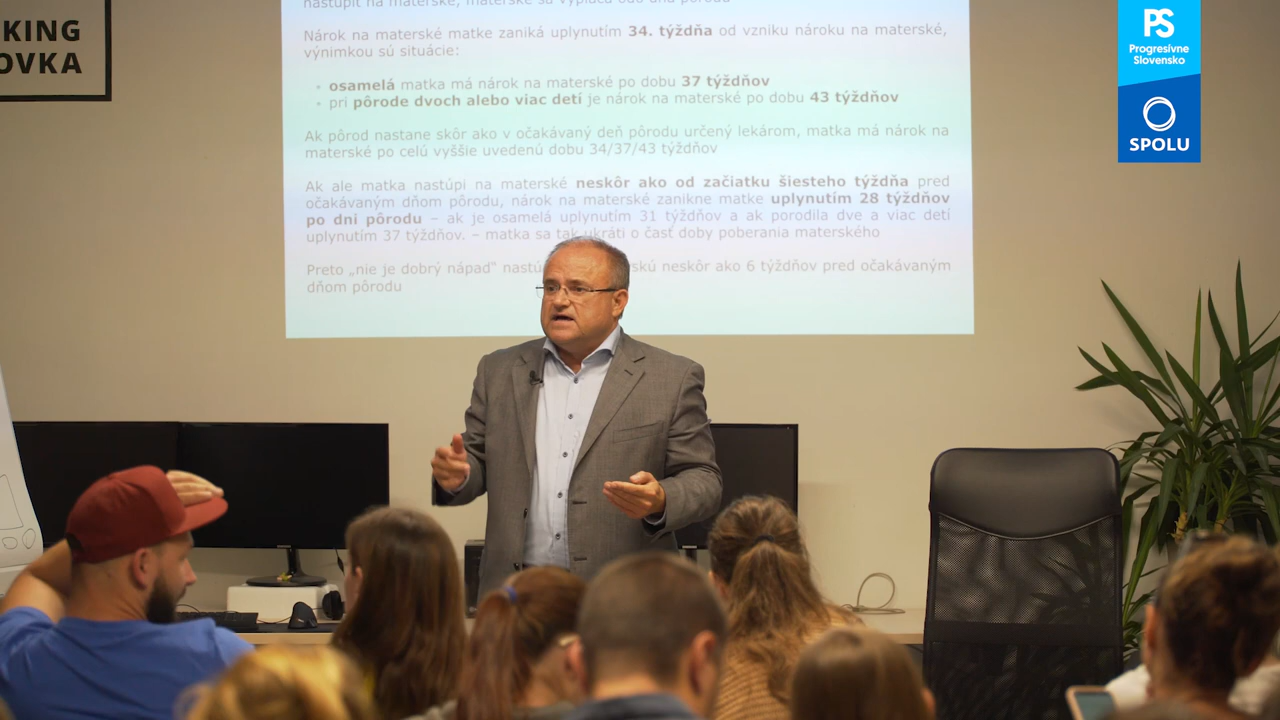 KING
OVKA
nastúpiť na materské, materské sa vypláca odo dňa pôrodu
Nárok na materské matke zaniká uplynutím 34. týždňa od vzniku nároku na materské,
výnimkou sú situácie:
• osamelá matka má nárok na materské po dobu 37 týždňov
• pri pôrode dvoch alebo viac detí je nárok na materské po dobu 43 týždňov
Ak pôrod nastane skôr ako v očakávaný deň pôrodu určený lekárom, matka má nárok na
materské po celú vyššie uvedenú dobu 34/37/43 týždňov
Ak ale matka nastúpi na materské neskôr ako od začiatku šiesteho týždňa pred
očakávaným dňom pôrodu, nárok na materské zanikne matke uplynutím 28 týždňov
po dni pôrodu – ak je osamelá uplynutím 31 týždňov a ak porodila dve a viac detí
uplynutím 37 týždňov. – matka sa tak ukráti o časť doby poberania materského
Preto „nie je dobrý nápad" rskú neskôr ako 6 týždňov pred očakávaným
dňom pôrodu
PS
Progresívne
Slovensko
SPOLU